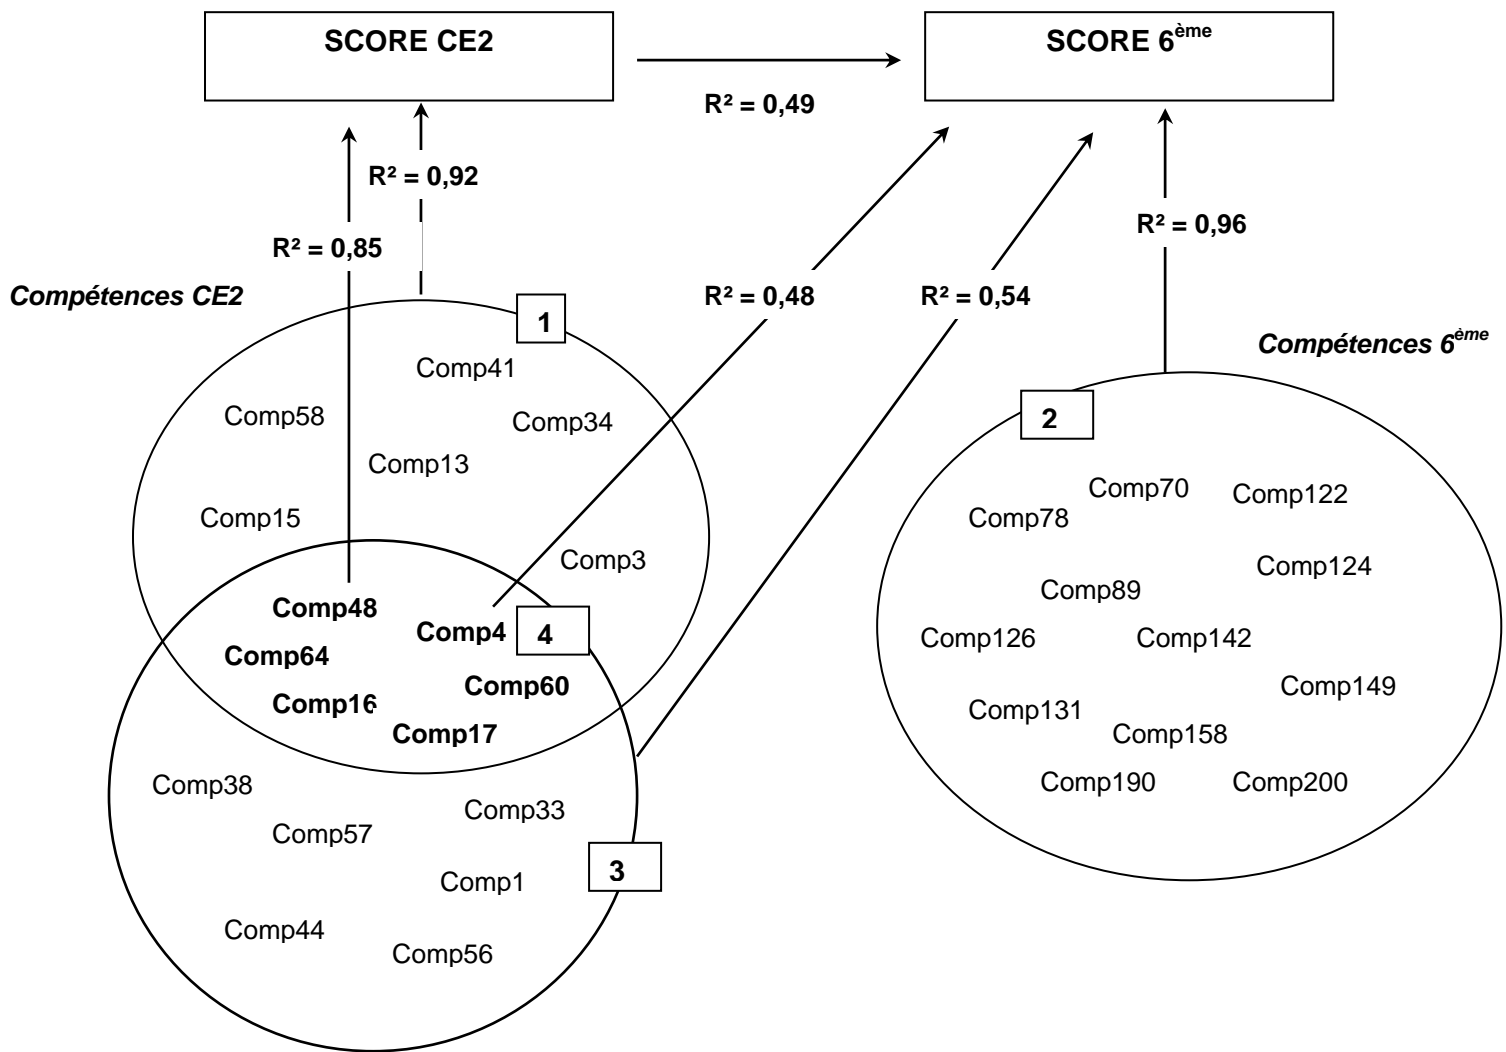 SCORE CE2
SCORE 6ème
R² = 0,49
R² = 0,92
R² = 0,85
R² = 0,96
Compétences CE2
R² = 0,48
R² = 0,54
1
Compétences 6ème
Comp41
Comp58
Comp34
2
Comp13
Comp70
Comp122
Comp15
Comp78
Comp3
Comp124
Comp89
Comp48
Comp4
4
Comp126
Comp142
Comp64
Comp60
Comp149
Comp16
Comp131
Comp17
Comp158
Comp38
Comp190
Comp200
Comp33
Comp57
3
Comp1
Comp44
Comp56